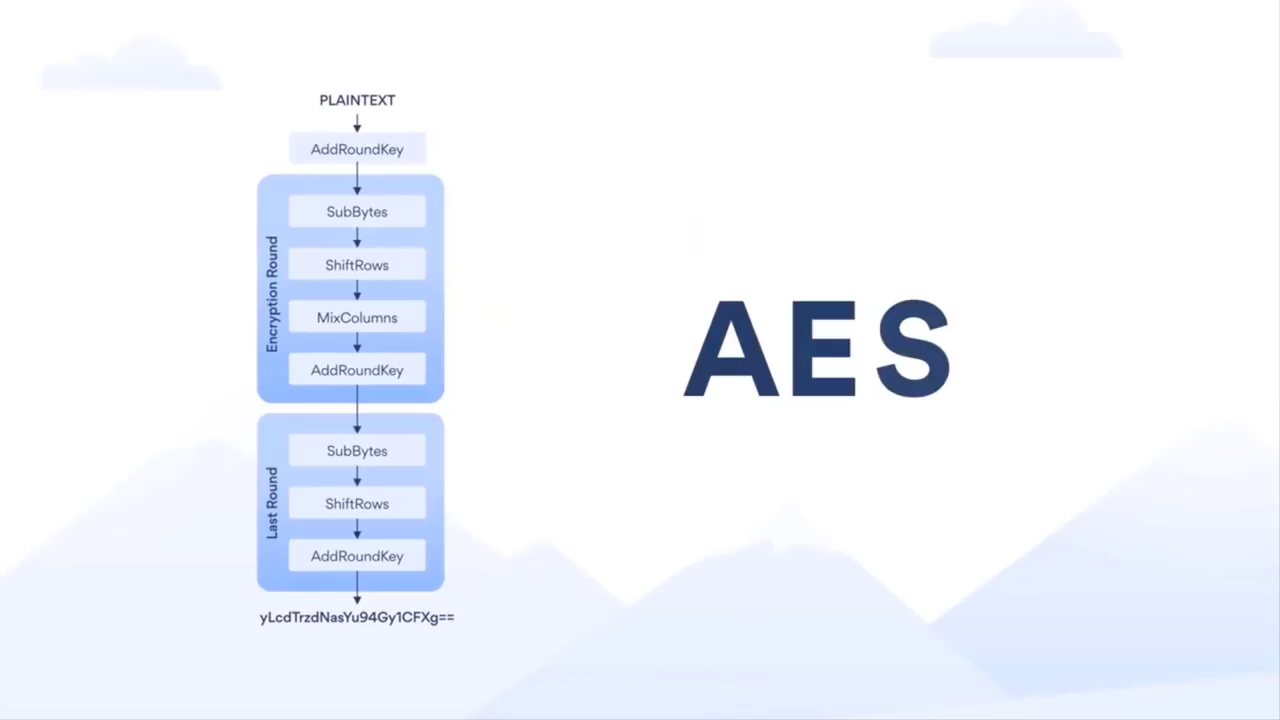 PLAINTEXT
AddRoundKey
Encryption Round
SubBytes
ShiftRows
MixColumns
AddRoundKey
Last Round
SubBytes
ShiftRows
AddRoundKey
yLcdTrzdNasYu94Gy1CFXg==
AES